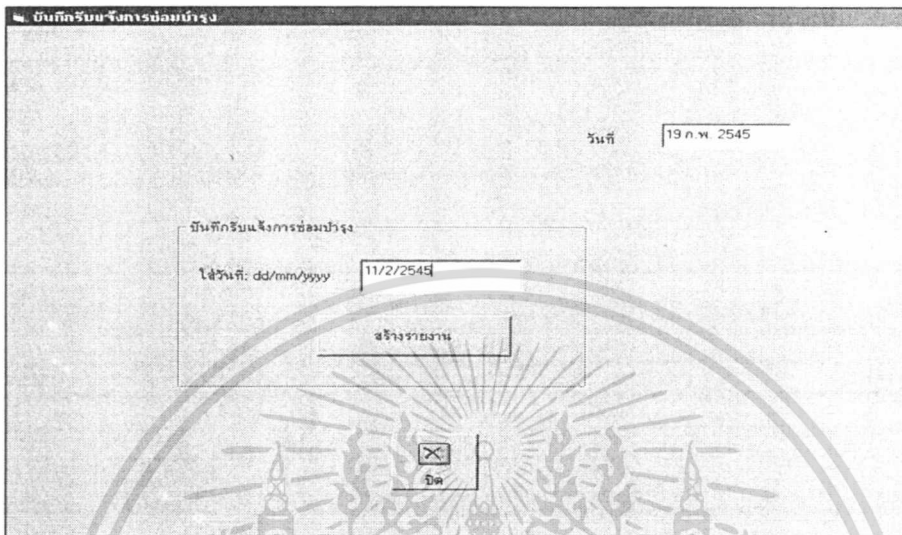 บันทึกรับแจ้งการซ่อมบำรุง
วันที่ 19 ก.พ. 2545
บันทึกรับแจ้งการซ่อมบำรุง
ใส่วันที่: dd/mm/yyyy 11/2/2545
สร้างรายงาน
ปิด